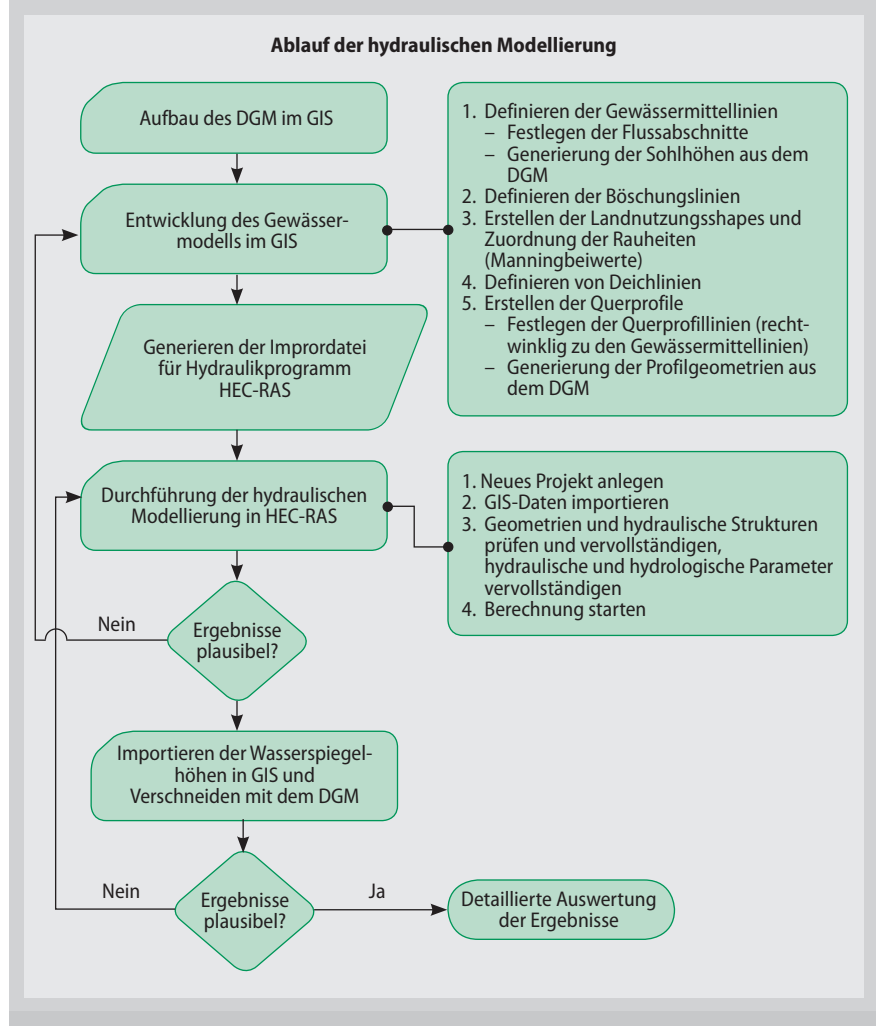 Ablauf der hydraulischen Modellierung
Aufbau des DGM im GIS
Entwicklung des Gewässer-
modells im GIS
1. Definieren der Gewässermittellinien
– Festlegen der Flussabschnitte
– Generierung der Sohlhöhen aus dem
DGM
2. Definieren der Böschungslinien
3. Erstellen der Landnutzungsshapes und
Zuordnung der Rauheiten
(Manningbeiwerte)
4. Definieren von Deichlinien
5. Erstellen der Querprofile
– Festlegen der Querprofillinien (recht-
winklig zu den Gewässermittellinien)
– Generierung der Profilgeometrien aus
dem DGM
Generieren der Imprordatei
für Hydraulikprogramm
HEC-RAS
Durchführung der hydraulischen
Modellierung in HEC-RAS
1. Neues Projekt anlegen
2. GIS-Daten importieren
3. Geometrien und hydraulische Strukturen
prüfen und vervollständigen,
hydraulische und hydrologische Parameter
vervollständigen
4. Berechnung starten
Nein
Ergebnisse
plausibel?
Importieren der Wasserspiegel-
höhen in GIS und
Verschneiden mit dem DGM
Nein
Ergebnisse
plausibel?
Ja
Detaillierte Auswertung
der Ergebnisse